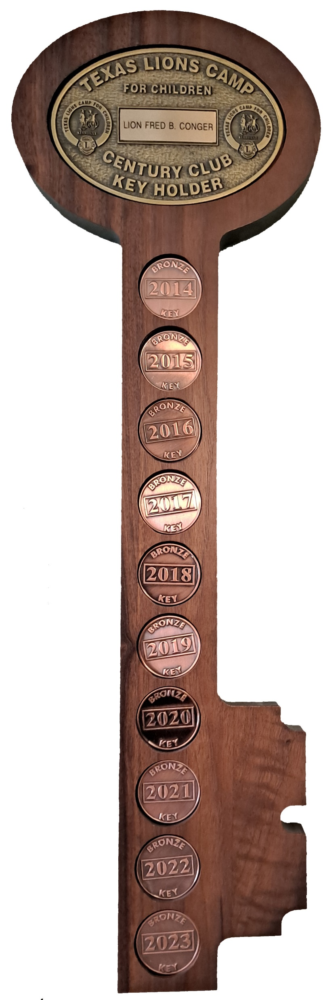 TEXAS LIONS CAMP
FOR CHILDREN
TEXAS LIONS CAMP FOR CHILDREN
L
LION FRED B. CONGER
TEXAS LIONS CAMP FOR CHILDREN
L
CENTURY CLUB
KEY HOLDER
BRONZE
2014
KEY
BRONZE
2015
KEY
BRONZE
2016
KEY
BRONZE
2017
KEY
BRONZE
2018
KEY
BRONZE
2019
KEY
BRONZE
2020
KEY
BRONZE
2021
KEY
BRONZE
2022
KEY
BRONZE
2023
KEY